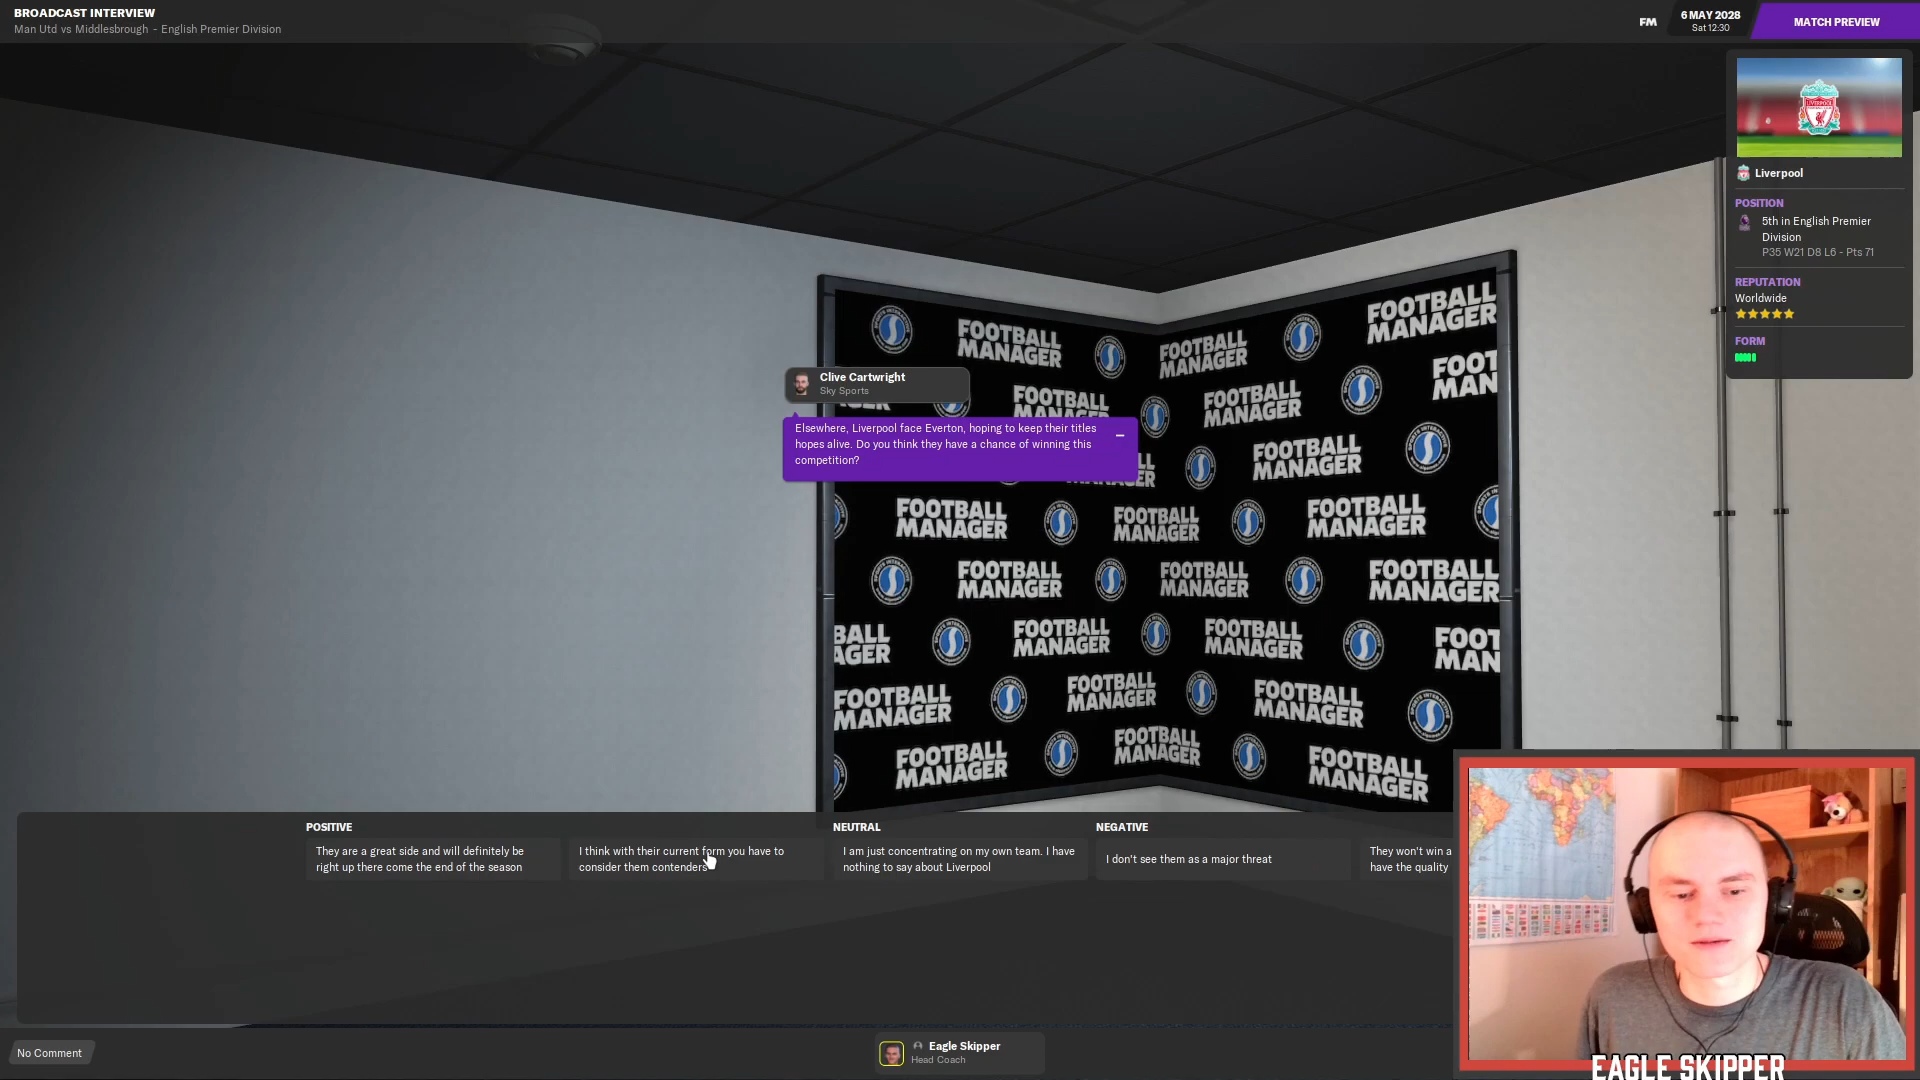 BROADCAST INTERVIEW
Man Utd vs Middlesbrough - English Premier Division
FM
6 MAY 2028
Sat 12:30
MATCH PREVIEW
Liverpool
POSITION
5th in English Premier
Division
P35 W21 D8 L6 - Pts 71
REPUTATION
Worldwide
FORM
Clive Cartwright
Sky Sports
Elsewhere, Liverpool face Everton, hoping to keep their titles
hopes alive. Do you think they have a chance of winning this
competition?
FOOTBALL
MANAGER
POSITIVE
They are a great side and will definitely be
right up there come the end of the season
I think with their current form you have to
consider them contenders
NEUTRAL
I am just concentrating on my own team. I have
nothing to say about Liverpool
NEGATIVE
I don't see them as a major threat
They won't win a
have the quality
No Comment
Eagle Skipper
Head Coach
EAGLE SKIPPER